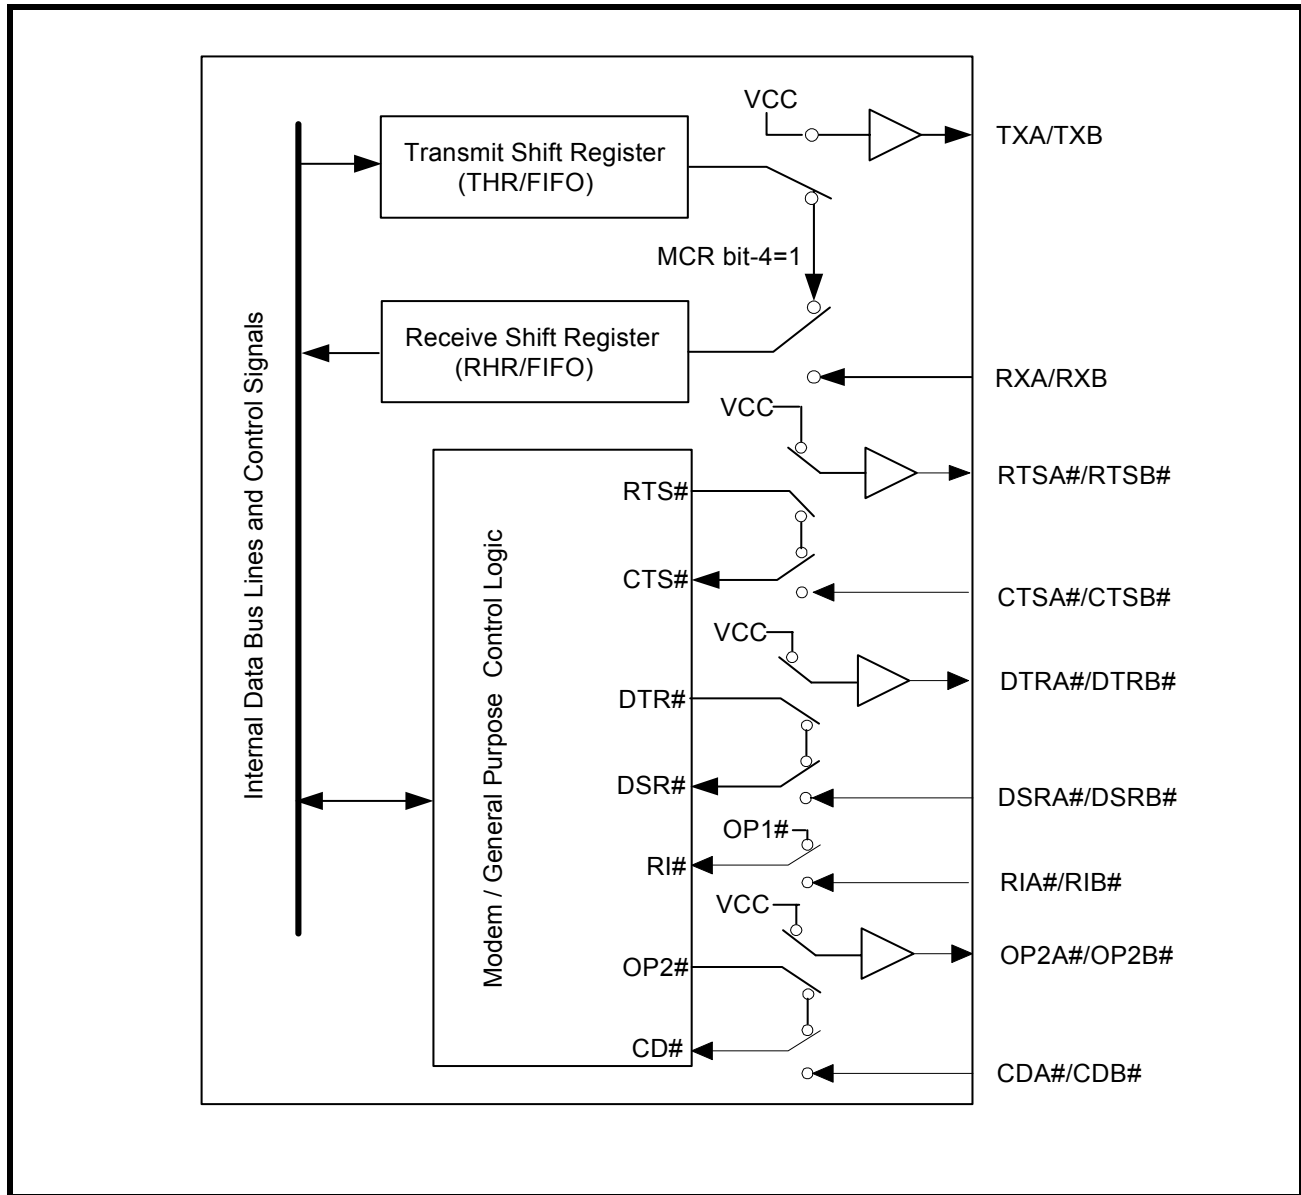 VCC
TXA/TXB
Transmit Shift Register
(THR/FIFO)
MCR bit-4=1
Receive Shift Register
(RHR/FIFO)
RXA/RXB
Internal Data Bus Lines and Control Signals
VCC
RTSA#/RTSB#
RTS#
CTS#
CTSA#/CTSB#
Modem / General Purpose Control Logic
VCC
DTRA#/DTRB#
DTR#
DSR#
DSRA#/DSRB#
OP1#
RI#
RIA#/RIB#
VCC
OP2A#/OP2B#
OP2#
CD#
CDA#/CDB#